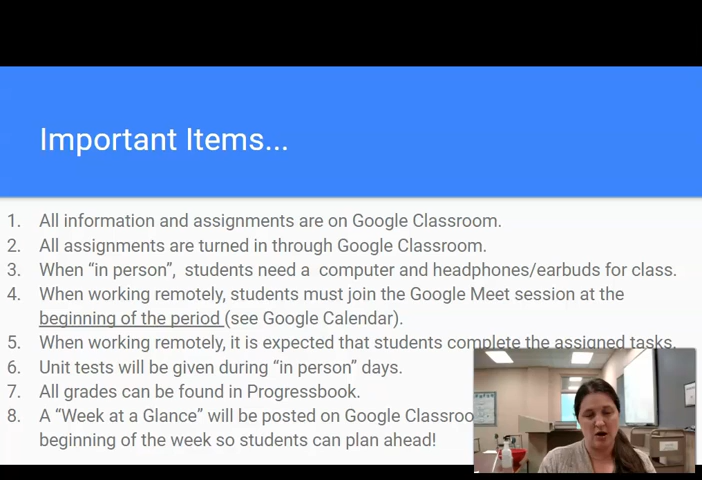 Important Items...
1. All information and assignments are on Google Classroom.
2. All assignments are turned in through Google Classroom.
3. When “in person”, students need a computer and headphones/earbuds for class.
4. When working remotely, students must join the Google Meet session at the
beginning of the period (see Google Calendar).
5. When working remotely, it is expected that students complete the assigned tasks.
6. Unit tests will be given during “in person” days.
7. All grades can be found in Progressbook.
8. A “Week at a Glance” will be posted on Google Classroo
beginning of the week so students can plan ahead!